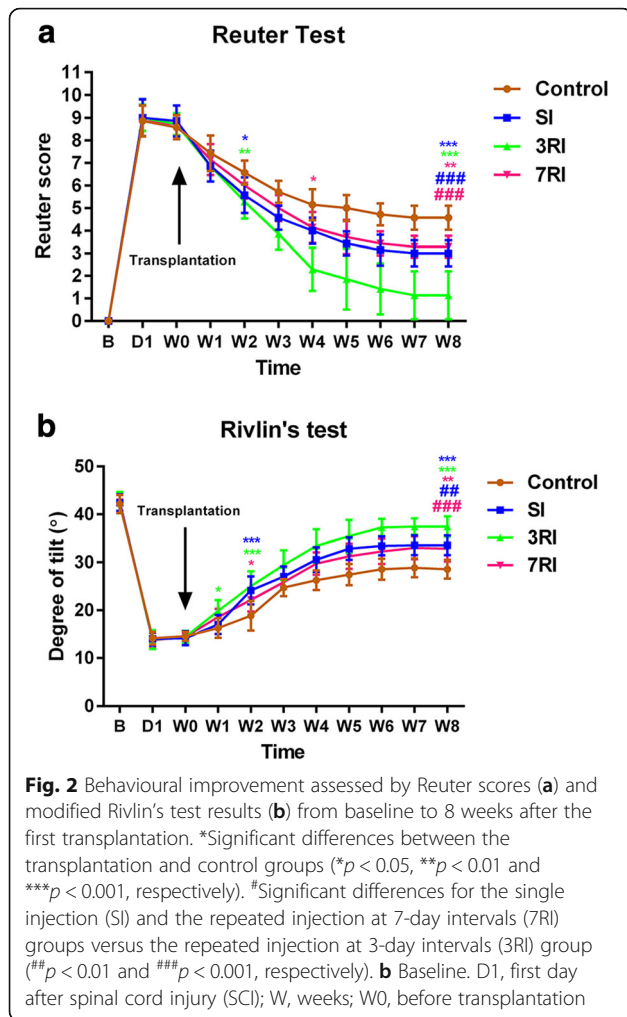 a
Reuter Test
11
10
9
8
7
6
5
4
3
2
1
0
Reuter score
Transplantation
*
**
*
***
***
**
###
###
B D1 W0 W1 W2 W3 W4 W5 W6 W7 W8
Time
Control
SI
3RI
7RI
b
Rivlin's test
50
40
30
20
10
0
Degree of tilt (°)
Transplantation
*
***
***
*
***
***
**
##
###
B D1 W0 W1 W2 W3 W4 W5 W6 W7 W8
Time
Control
SI
3RI
7RI
Fig. 2 Behavioural improvement assessed by Reuter scores (a) and
modified Rivlin's test results (b) from baseline to 8 weeks after the
first transplantation. *Significant differences between the
transplantation and control groups (*p < 0.05, **p < 0.01 and
***p < 0.001, respectively). #Significant differences for the single
injection (SI) and the repeated injection at 7-day intervals (7RI)
groups versus the repeated injection at 3-day intervals (3RI) group
(##p < 0.01 and ###p < 0.001, respectively). b Baseline. D1, first day
after spinal cord injury (SCI); W, weeks; W0, before transplantation